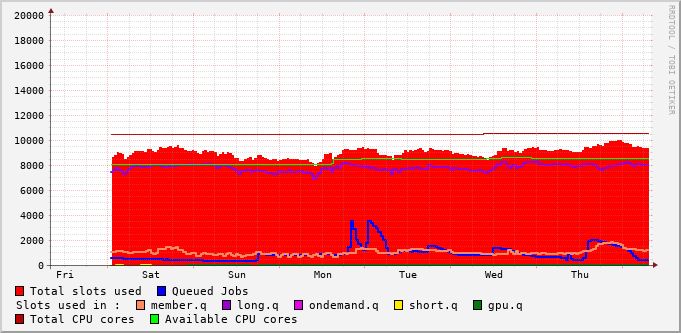 20000
18000
16000
14000
12000
10000
8000
6000
4000
2000
0
Fri Sat Sun Mon Tue Wed Thu
Total slots used Queued Jobs
Slots used in : member.q long.q ondemand.q short.q gpu.q
Total CPU cores Available CPU cores
RRDTOOL / TOBI OETIKER